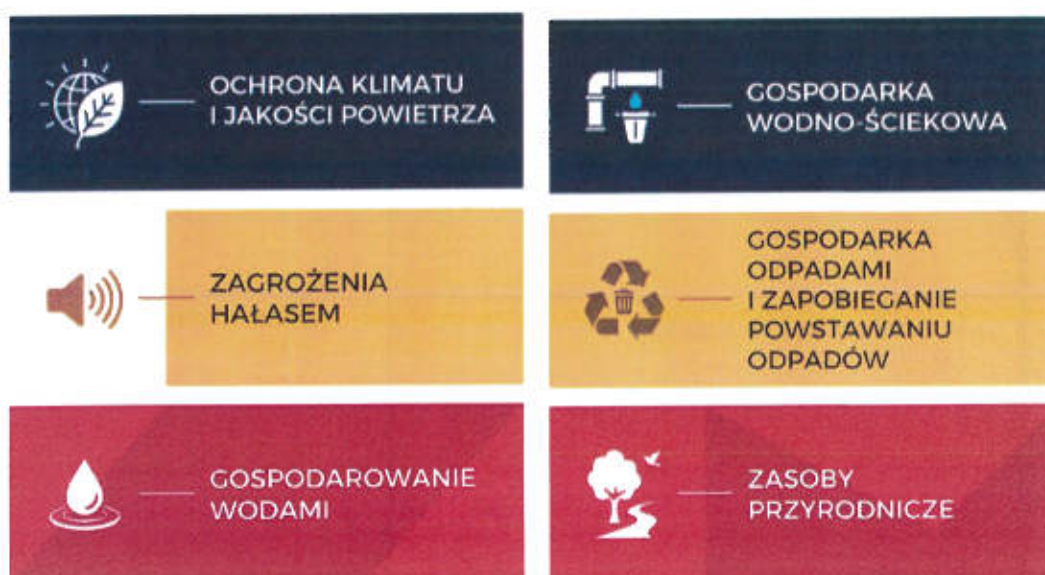 OCHRONA KLIMATU
I JAKOŚCI POWIETRZA
GOSPODARKA
WODNO-ŚCIEKOWA
ZAGROŻENIA
HAŁASEM
GOSPODARKA
ODPADAMI
I ZAPOBIEGANIE
POWSTAWANIU
ODPADÓW
GOSPODAROWANIE
WODAMI
ZASOBY
PRZYRODNICZE